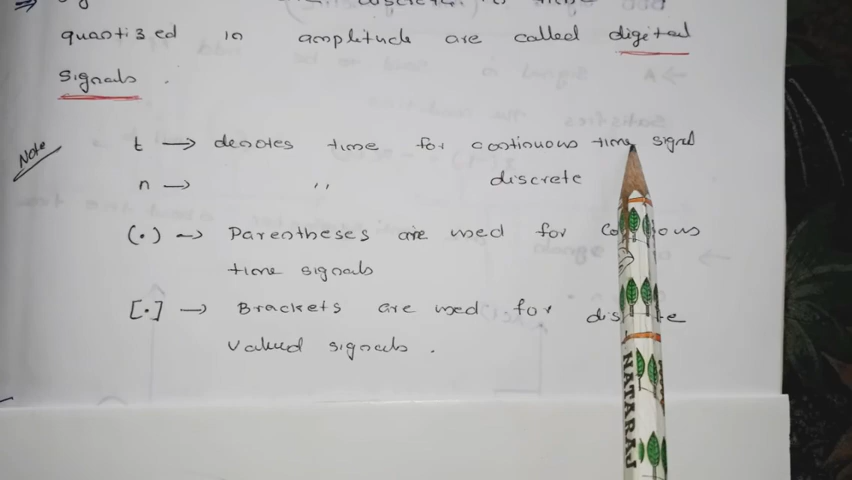 quantized in amplitude are called digital
signals.
Note
t → denotes time for continuous time signal
n → ,, discrete
(.) → Parentheses are used for
time signals
[.] → Brackets are used for
valued signals.
NATARAJ